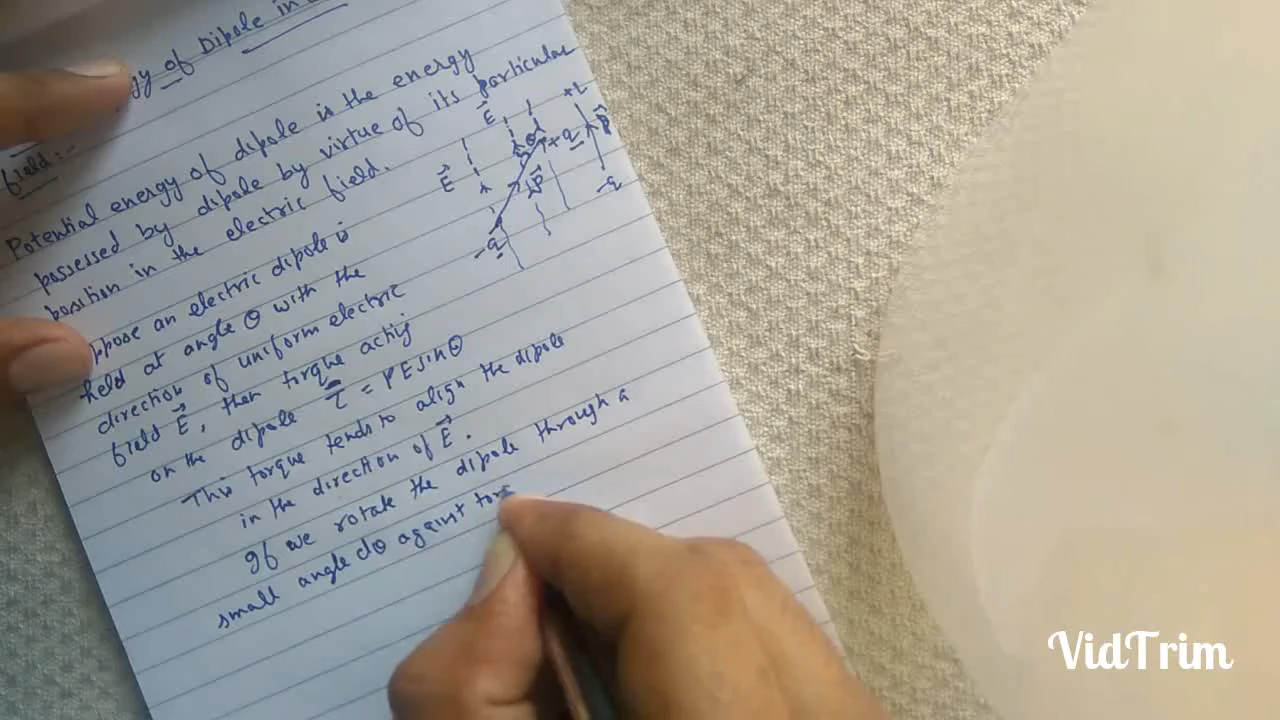 gy of Dipole in
field :-
Potential energy of dipole is the energy
possessed by dipole by virtue of its particular
position in the electric field.
ppose an electric dipole is
held at angle θ with the
direction of uniform electric
field E⃗, then torque acting
on the dipole τ⃗ = PE sinθ
This torque tends to align the dipole
in the direction of E⃗.
If we rotate the dipole through a
small angle dθ against tor
E⃗
E⃗
θ
+q
P⃗
-q
+q
P⃗
-q
VidTrim